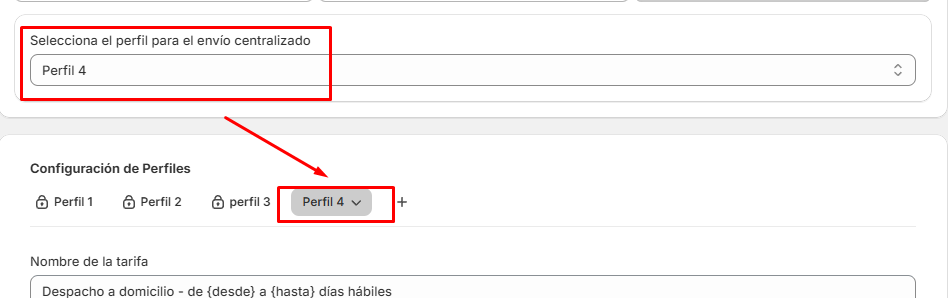 Selecciona el perfil para el envío centralizado
Perfil 4
Configuración de Perfiles
Perfil 1 Perfil 2 perfil 3 Perfil 4 +
Nombre de la tarifa
Despacho a domicilio - de {desde} a {hasta} días hábiles